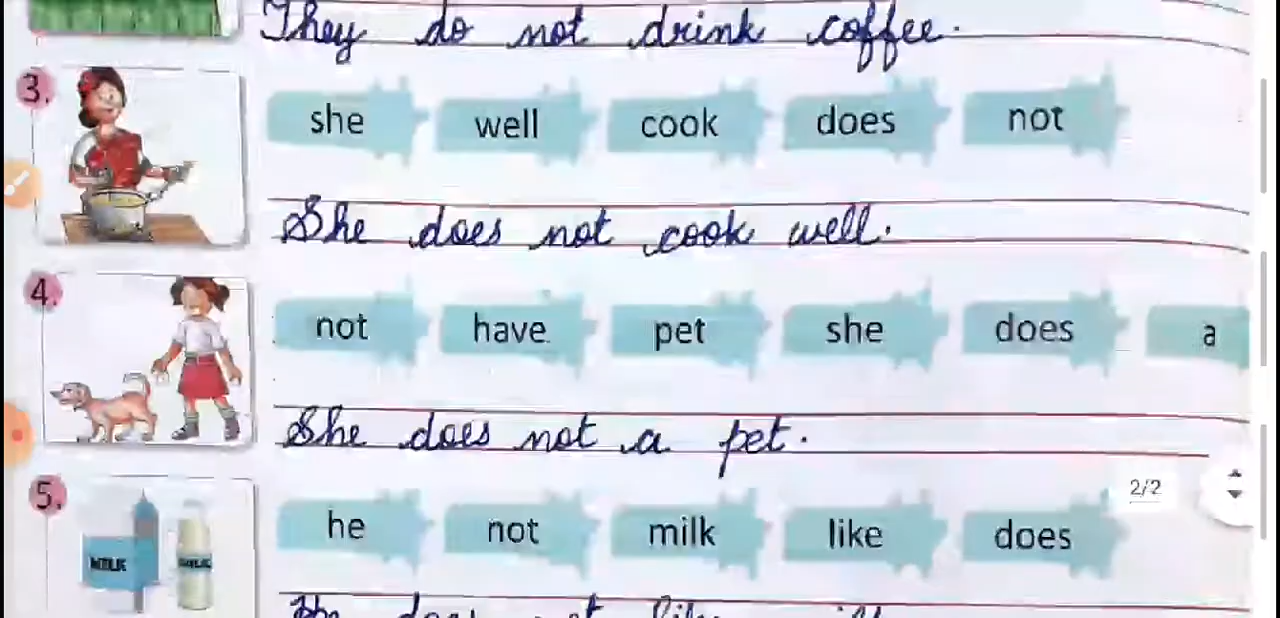 They do not drink coffee.
3.
she well cook does not
She does not cook well.
4.
not have pet she does a
She does not a pet.
2/2
5.
he not milk like does
MILK